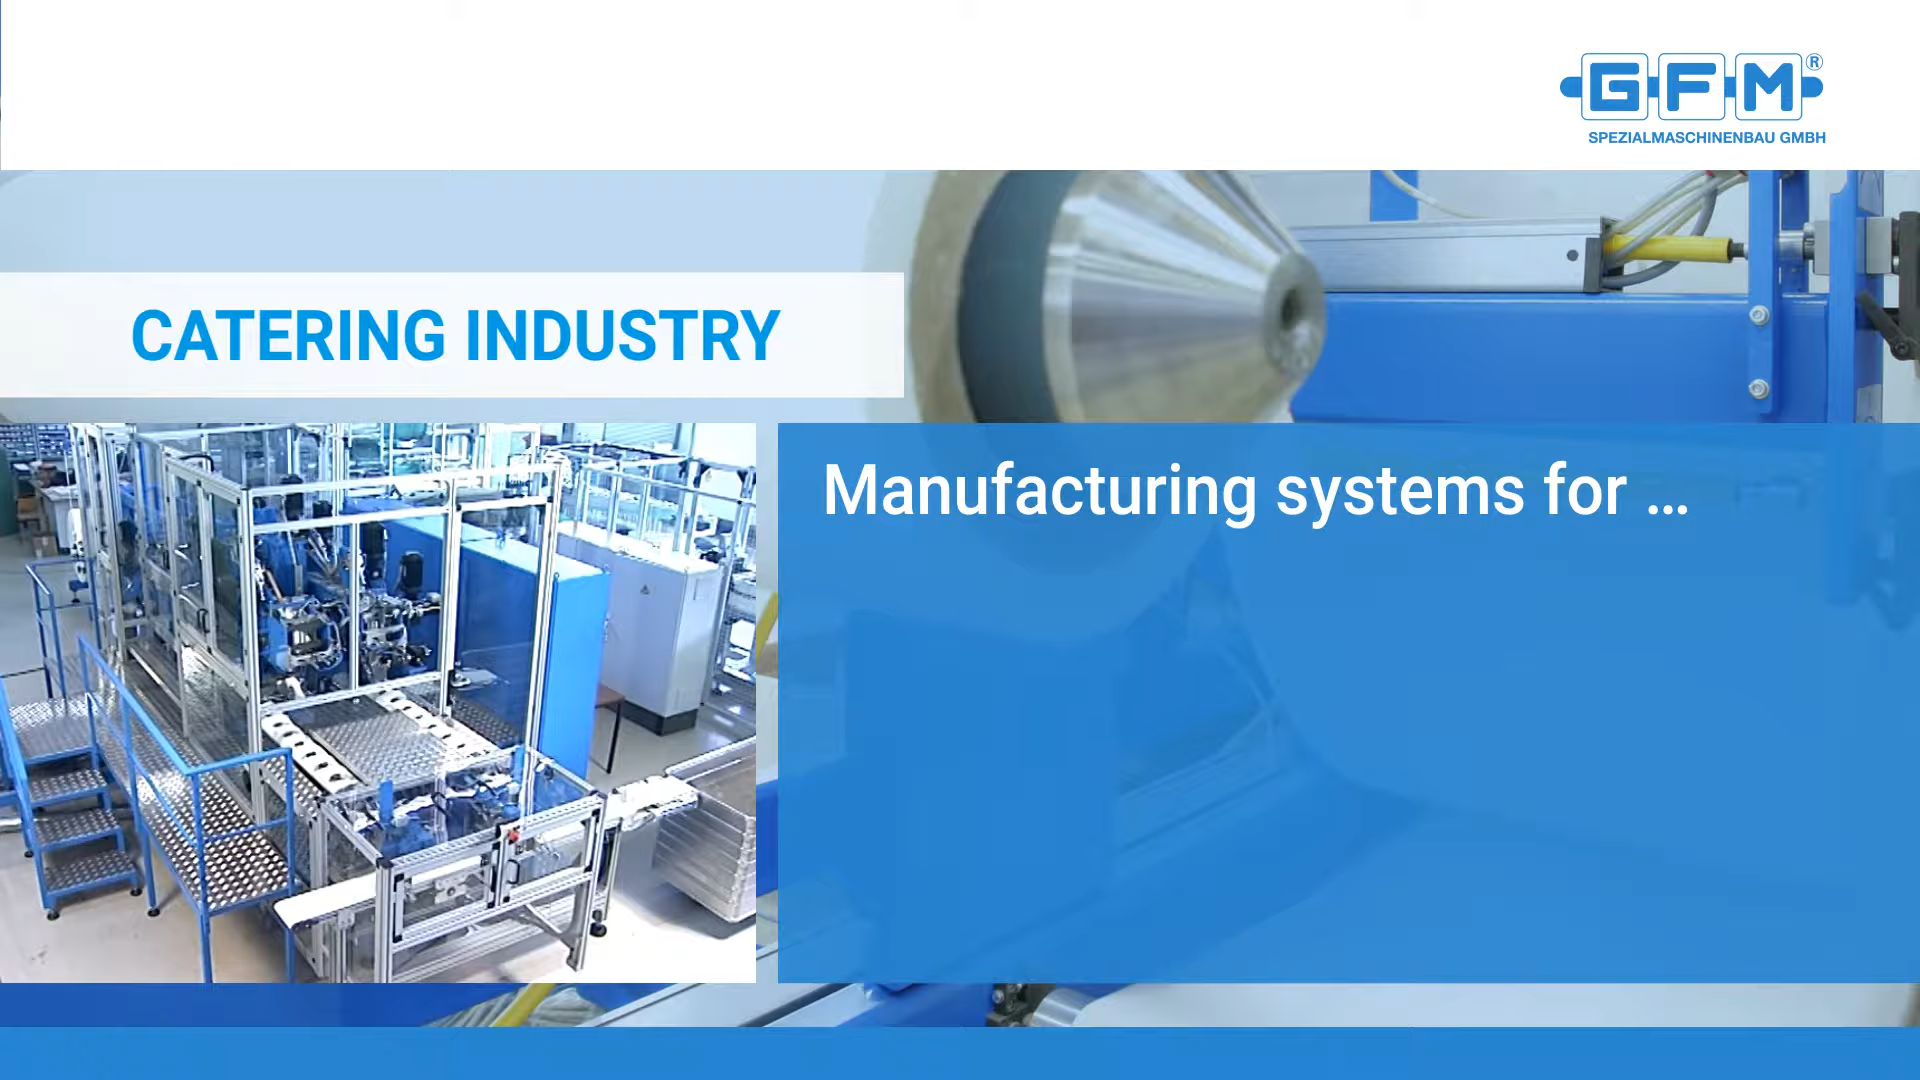 GFM®
SPEZIALMASCHINENBAU GMBH
CATERING INDUSTRY
Manufacturing systems for ...